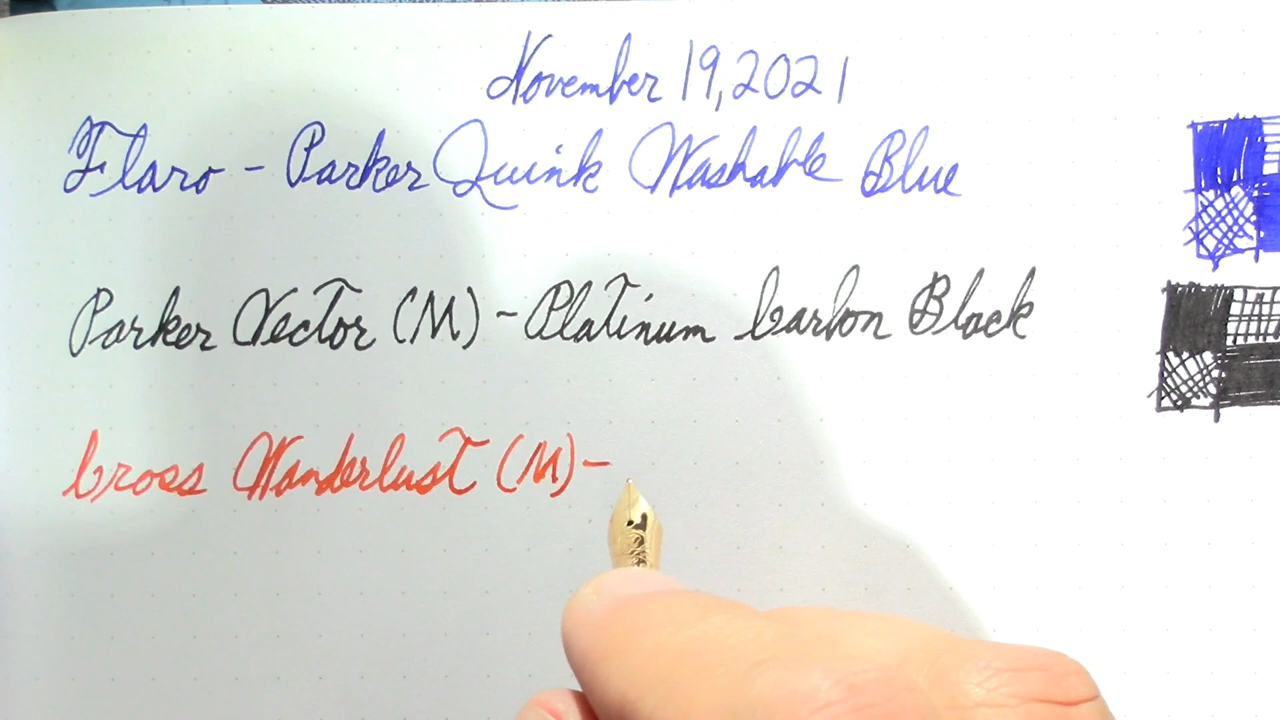 November 19, 2021
Flaro - Parker Quink Washable Blue
Parker Vector (M) - Platinum Carbon Black
Cross Wanderlust (M) -